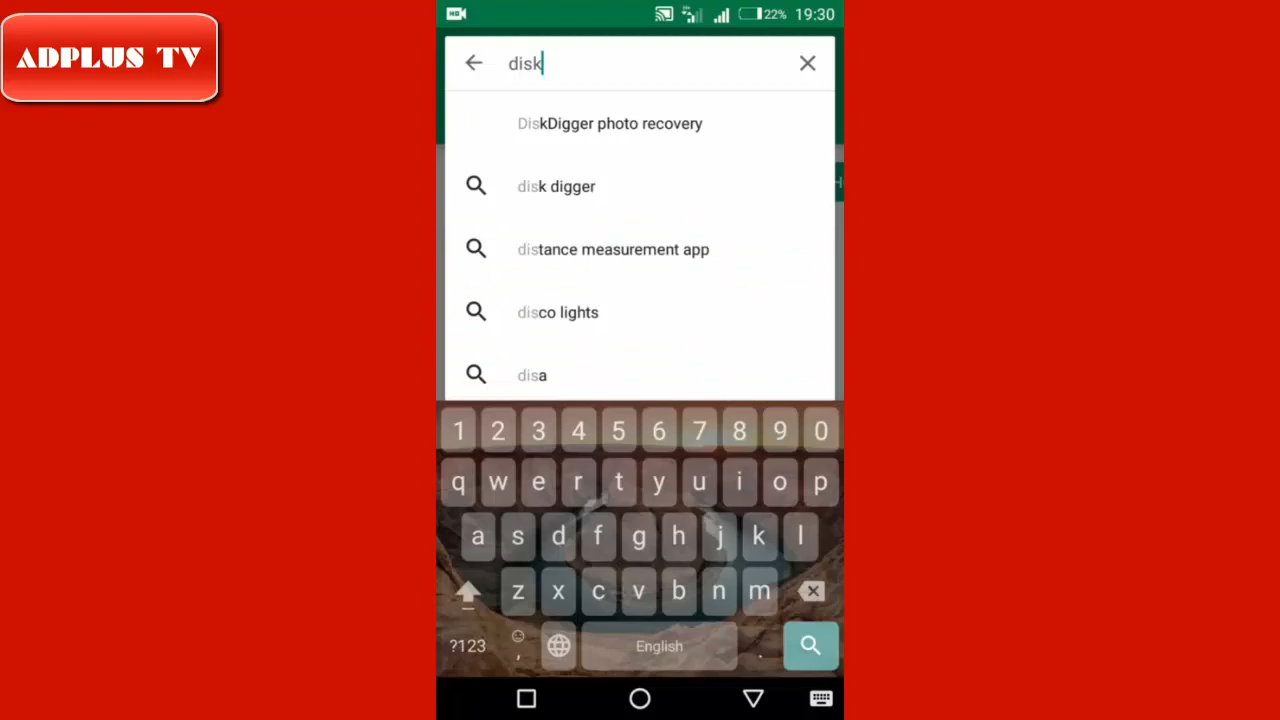 ADPLUS TV
HD
22% 19:30
disk
DiskDigger photo recovery
disk digger
distance measurement app
disco lights
disa
1 2 3 4 5 6 7 8 9 0
q w e r t y u i o p
a s d f g h j k l
z x c v b n m
?123 , English .